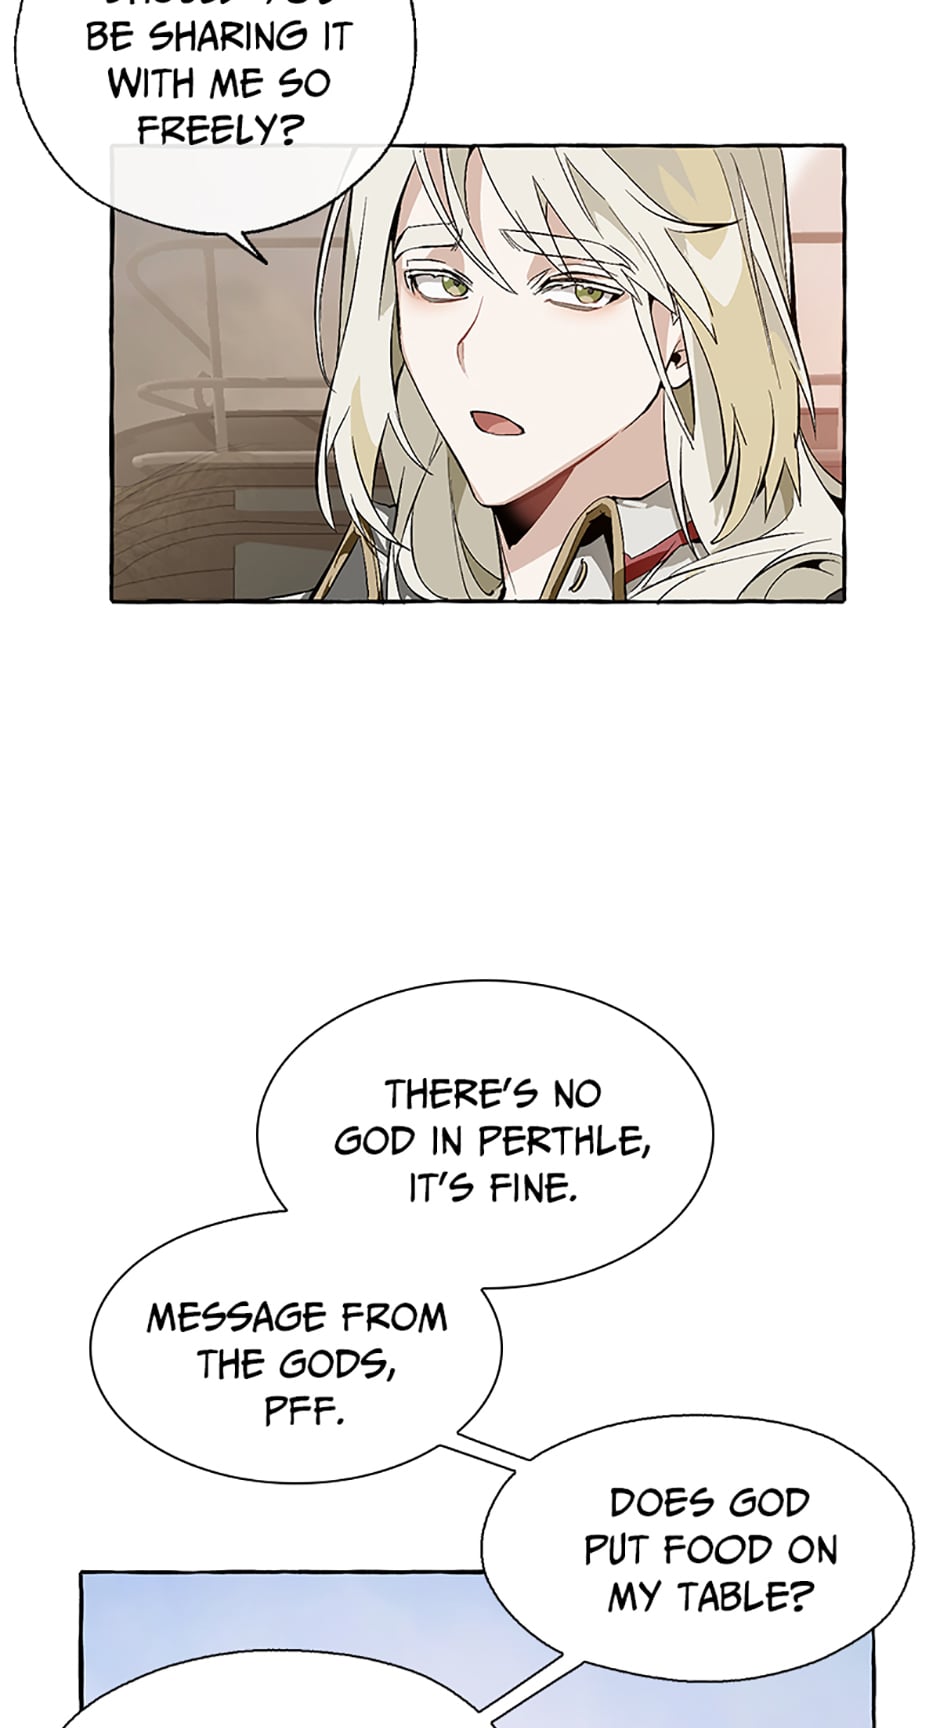 BE SHARING IT
WITH ME SO
FREELY?
THERE'S NO
GOD IN PERTHLE,
IT'S FINE.
MESSAGE FROM
THE GODS,
PFF.
DOES GOD
PUT FOOD ON
MY TABLE?